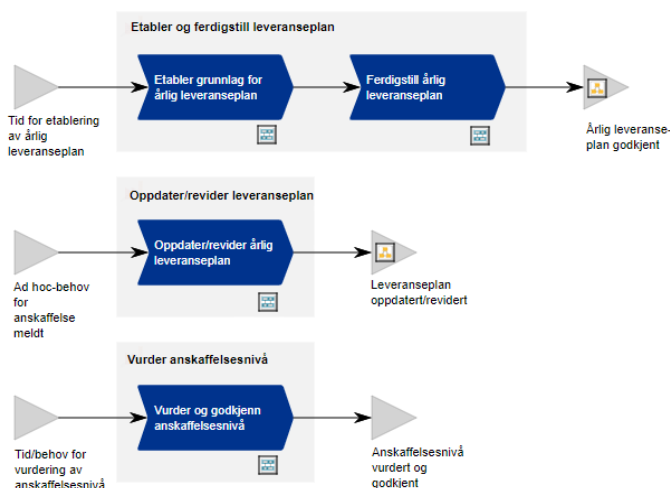 Etabler og ferdigstill leveranseplan
Etabler grunnlag for
årlig leveranseplan
Ferdigstill årlig
leveranseplan
Tid for etablering
av årlig
leveranseplan
Årlig leveranse-
plan godkjent
Oppdater/revider leveranseplan
Oppdater/revider årlig
leveranseplan
Ad hoc-behov
for
anskaffelse
meldt
Leveranseplan
oppdatert/revidert
Vurder anskaffelsesnivå
Vurder og godkjenn
anskaffelsesnivå
Tid/behov for
vurdering av
anskaffelsesnivå
Anskaffelsesnivå
vurdert og
godkjent